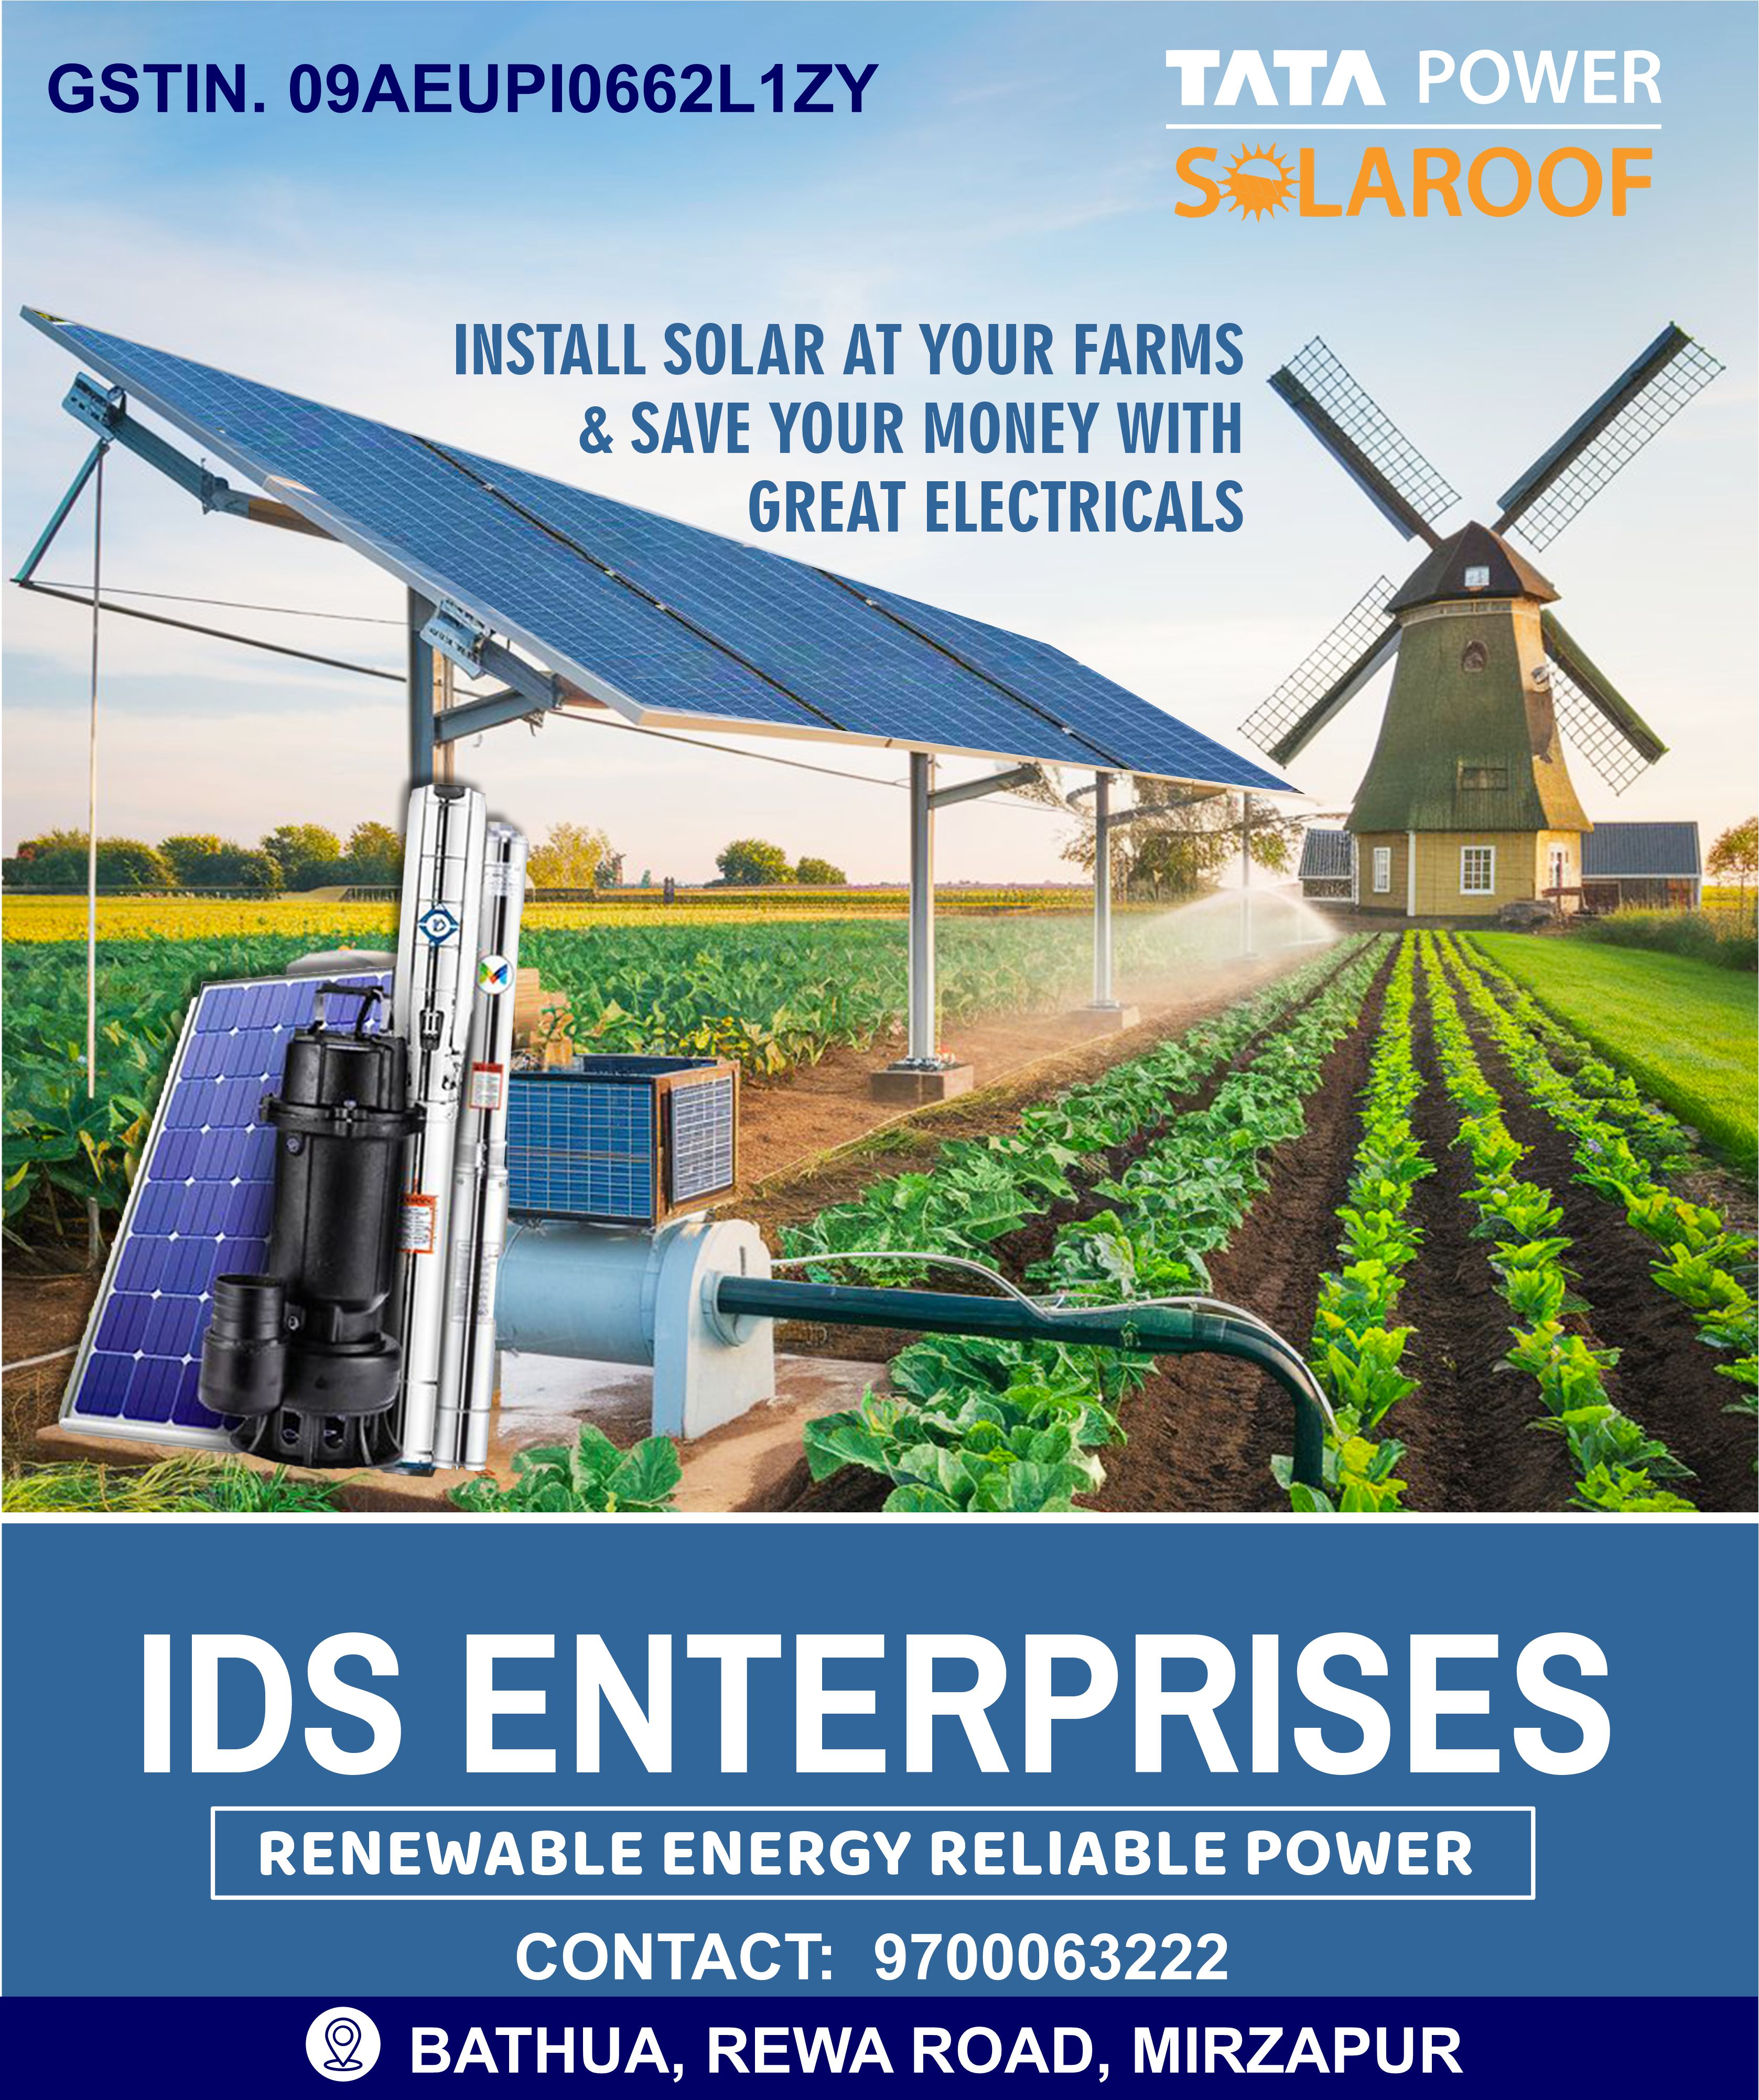 GSTIN. 09AEUPI0662L1ZY
TATA POWER
SOLAROOF
INSTALL SOLAR AT YOUR FARMS
& SAVE YOUR MONEY WITH
GREAT ELECTRICALS
IDS ENTERPRISES
RENEWABLE ENERGY RELIABLE POWER
CONTACT: 9700063222
BATHUA, REWA ROAD, MIRZAPUR